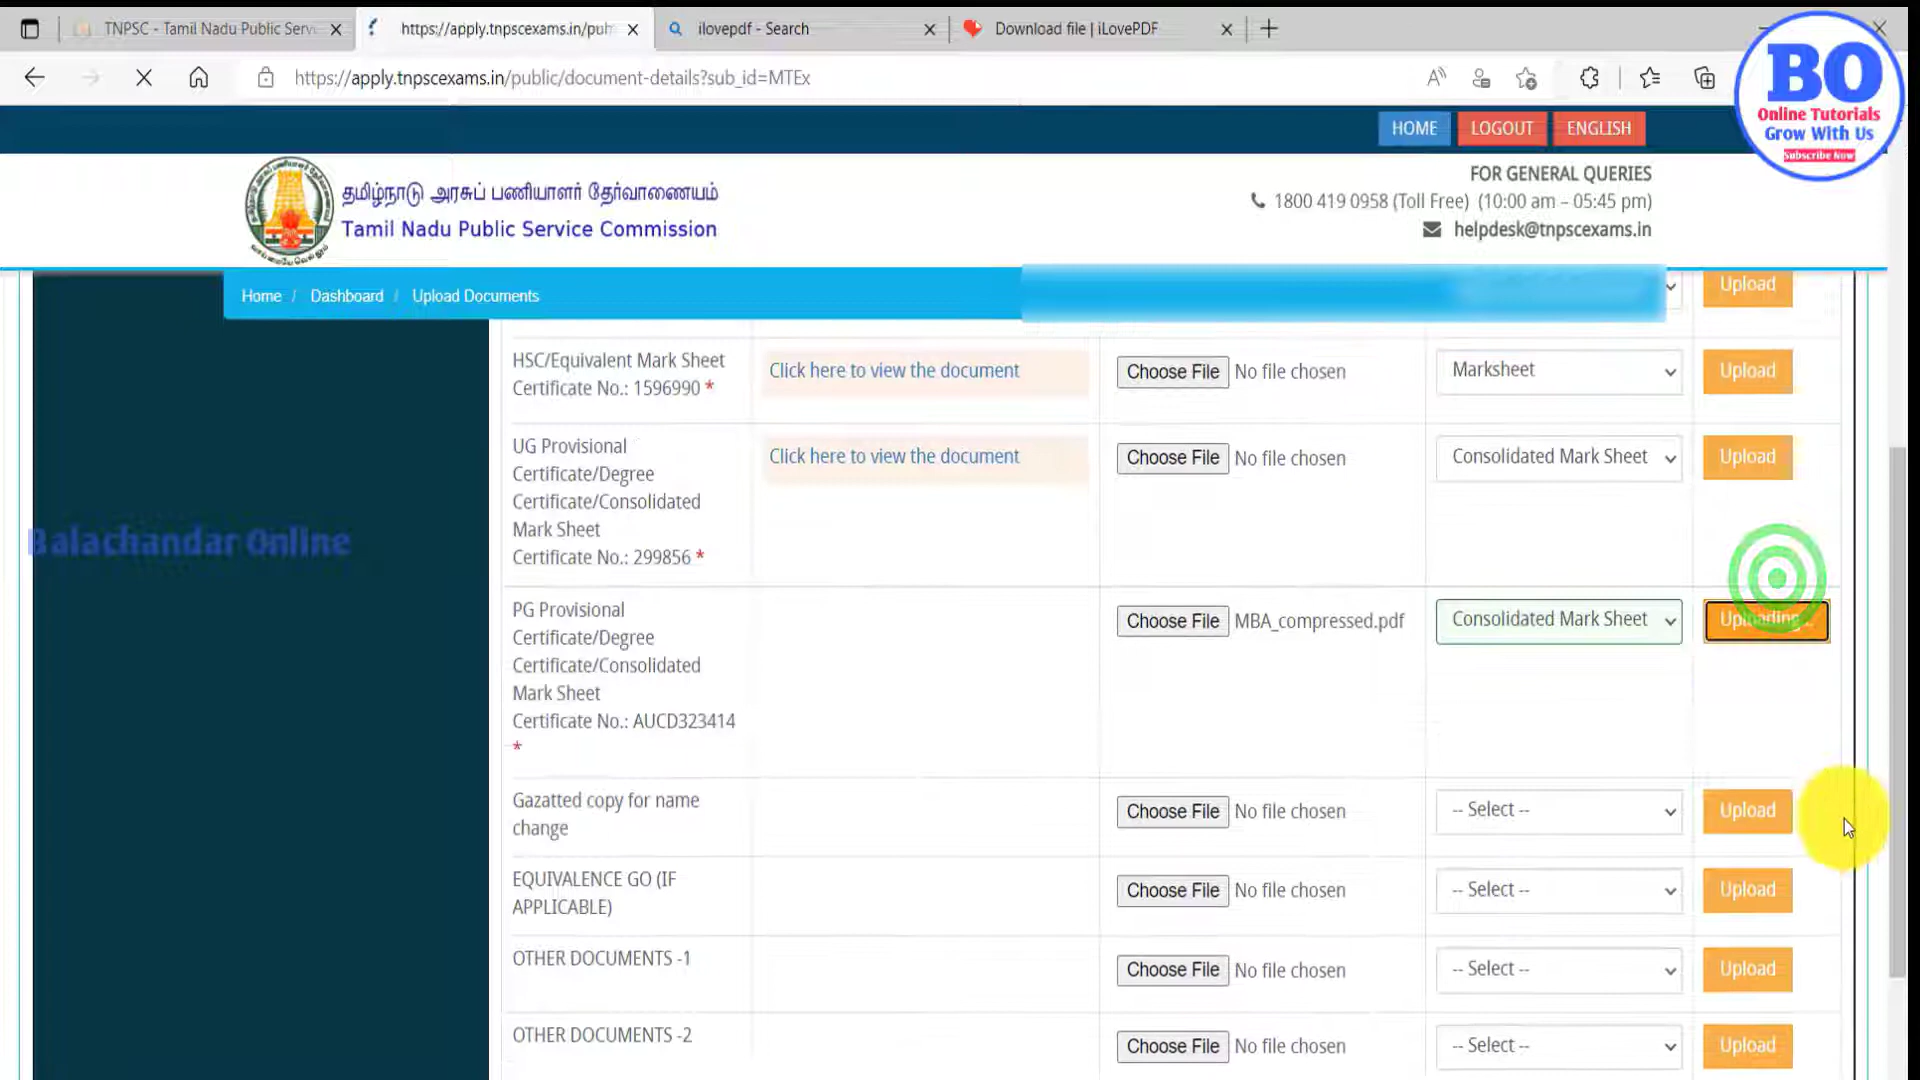 TNPSC - Tamil Nadu Public Serv
https://apply.tnpscexams.in/pub
ilovepdf - Search
Download file | iLovePDF
https://apply.tnpscexams.in/public/document-details?sub_id=MTEx
BO
Online Tutorials
Grow With Us
Subscribe Now
HOME
LOGOUT
ENGLISH
தமிழ்நாடு அரசுப் பணியாளர் தேர்வாணையம்
Tamil Nadu Public Service Commission
FOR GENERAL QUERIES
1800 419 0958 (Toll Free) (10:00 am – 05:45 pm)
helpdesk@tnpscexams.in
Home / Dashboard / Upload Documents
Upload
HSC/Equivalent Mark Sheet
Certificate No.: 1596990 *
Click here to view the document
Choose File No file chosen
Marksheet
Upload
UG Provisional
Certificate/Degree
Certificate/Consolidated
Mark Sheet
Certificate No.: 299856 *
Click here to view the document
Choose File No file chosen
Consolidated Mark Sheet
Upload
Balachandar Online
PG Provisional
Certificate/Degree
Certificate/Consolidated
Mark Sheet
Certificate No.: AUCD323414
*
Choose File MBA_compressed.pdf
Consolidated Mark Sheet
Uploading...
Gazatted copy for name
change
Choose File No file chosen
-- Select --
Upload
EQUIVALENCE GO (IF
APPLICABLE)
Choose File No file chosen
-- Select --
Upload
OTHER DOCUMENTS -1
Choose File No file chosen
-- Select --
Upload
OTHER DOCUMENTS -2
Choose File No file chosen
-- Select --
Upload